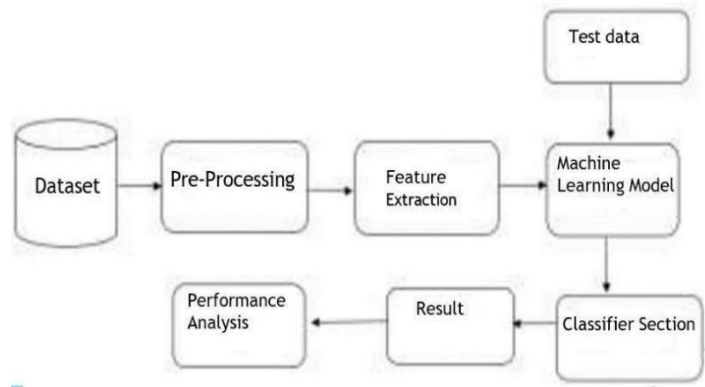 Test data
Dataset
Pre-Processing
Feature
Extraction
Machine
Learning Model
Performance
Analysis
Result
Classifier Section